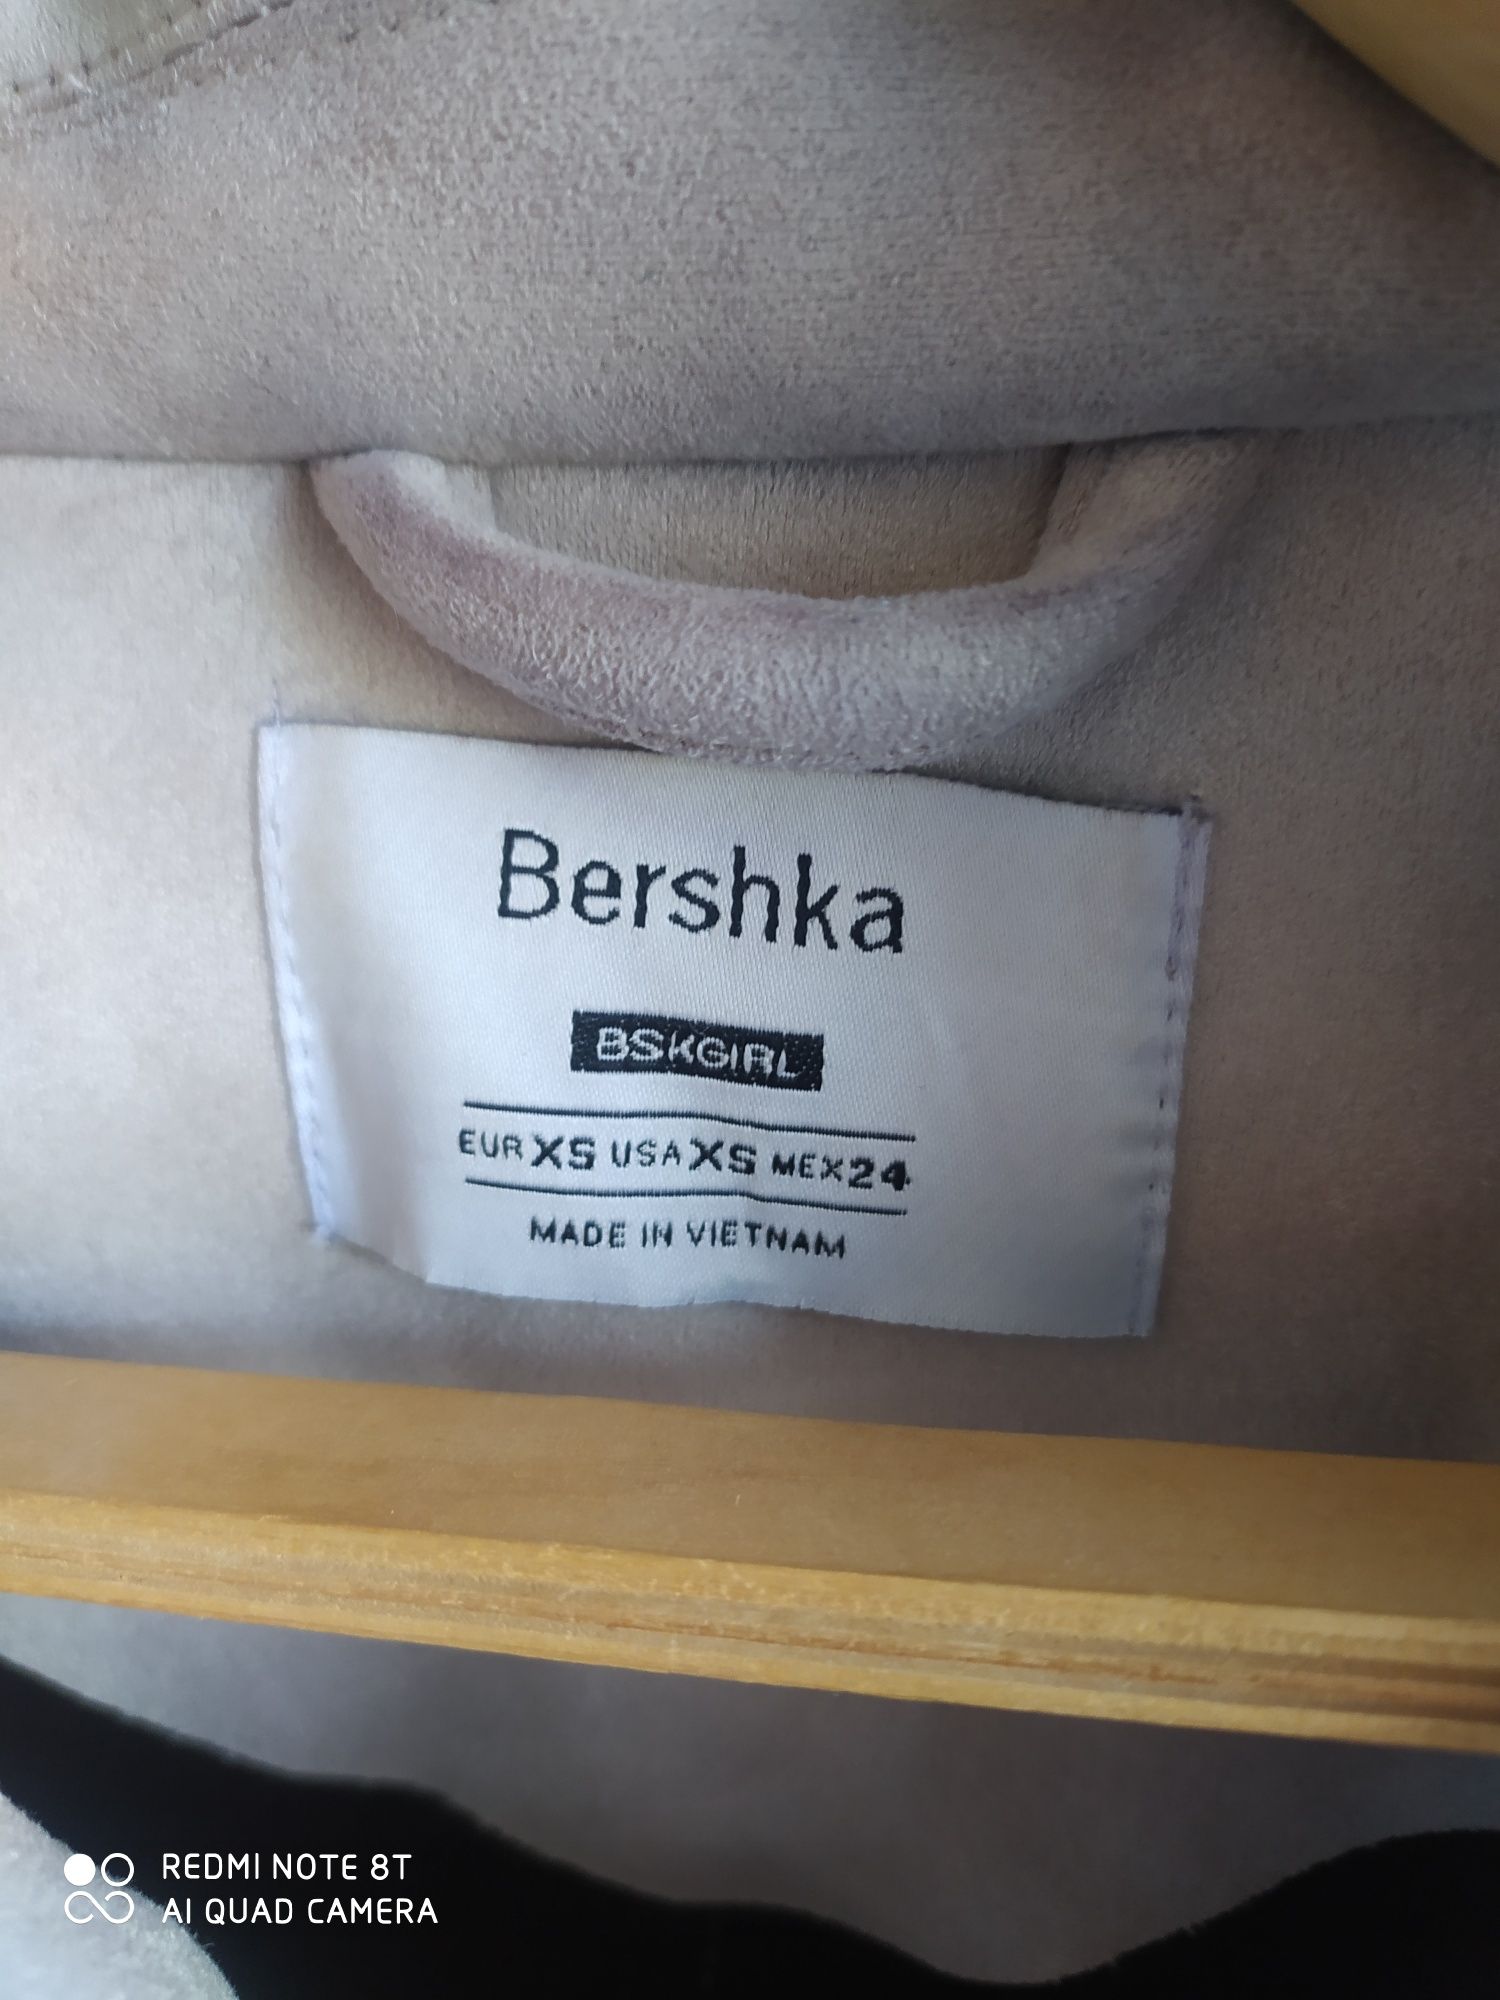 Bershka
BSKGIRL
EUR XS USA XS MEX 24
MADE IN VIETNAM
REDMI NOTE 8T
AI QUAD CAMERA